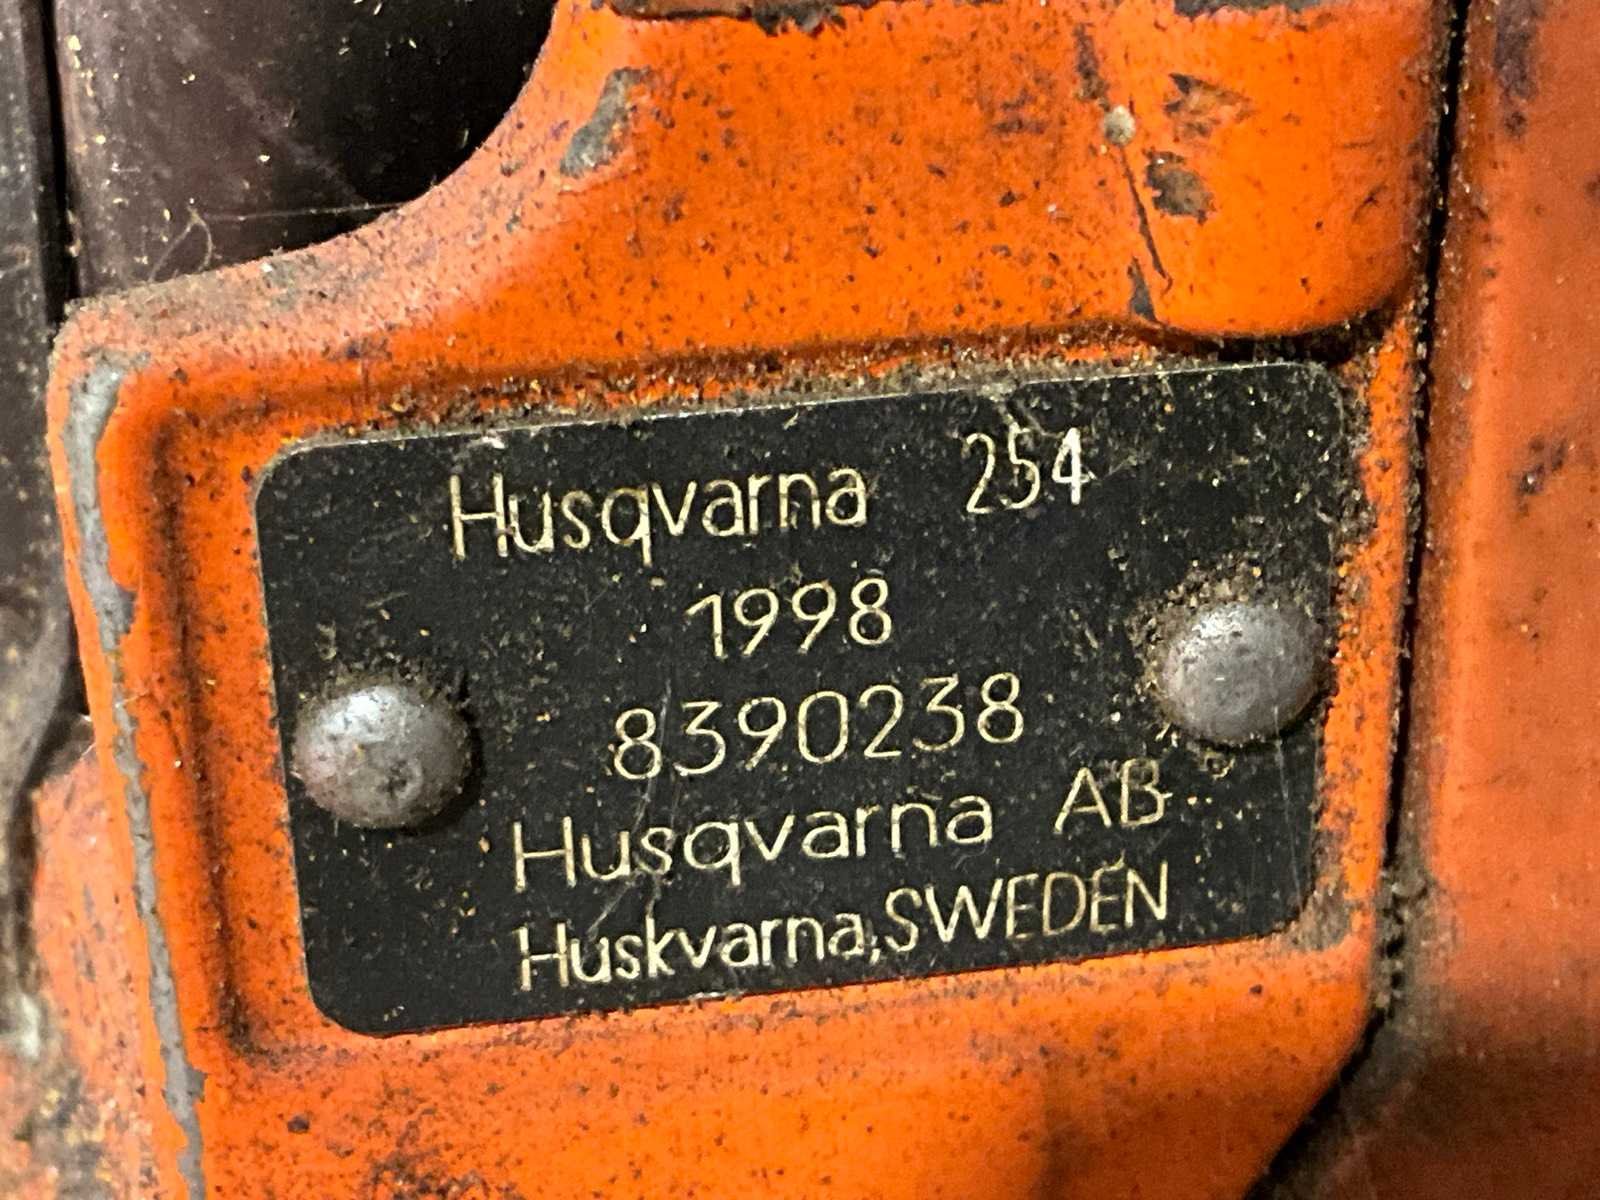 Husqvarna 254
1998
8390238
Husqvarna AB
Huskvarna, SWEDEN